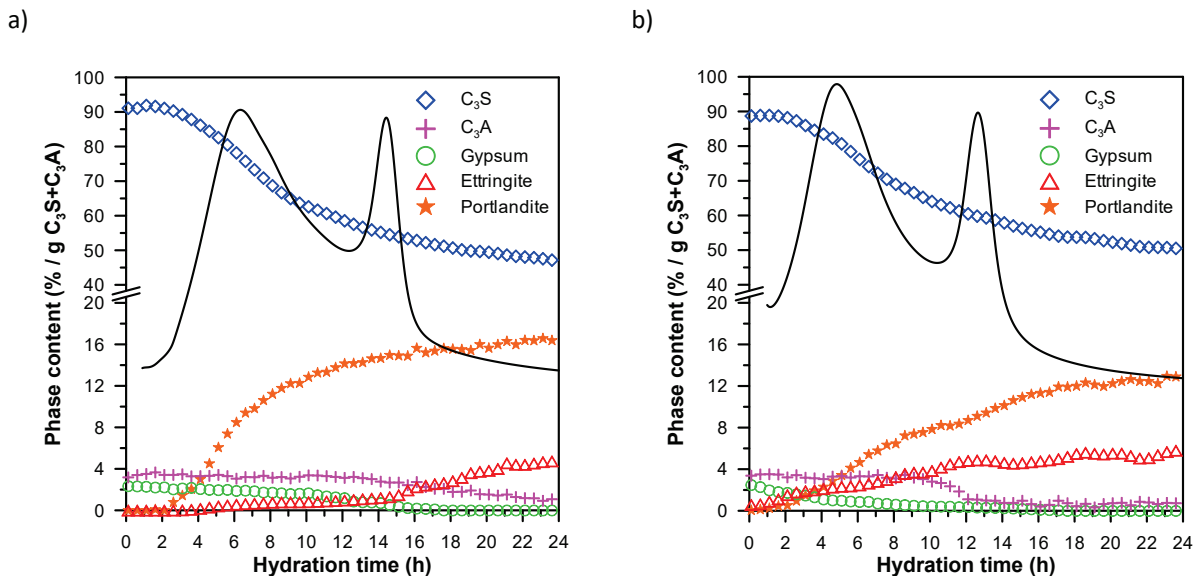 a)
Phase content (% / g C₃S+C₃A)
100
90
80
70
60
50
40
20
16
12
8
4
0
C₃S
C₃A
Gypsum
Ettringite
Portlandite
0 2 4 6 8 10 12 14 16 18 20 22 24
Hydration time (h)
b)
Phase content (% / g C₃S+C₃A)
100
90
80
70
60
50
40
20
16
12
8
4
0
C₃S
C₃A
Gypsum
Ettringite
Portlandite
0 2 4 6 8 10 12 14 16 18 20 22 24
Hydration time (h)